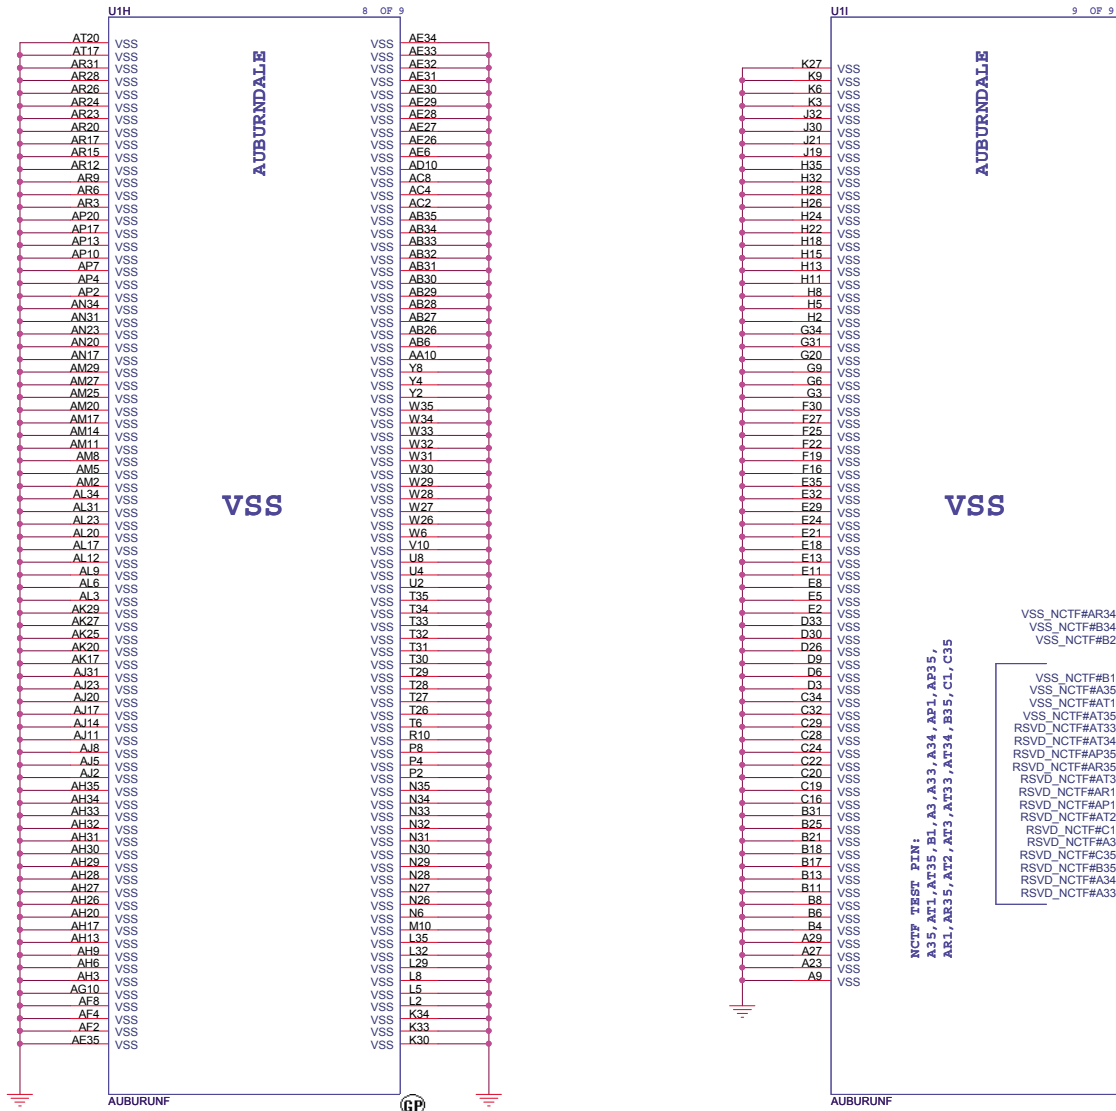 U1H 8 OF 9
AUBURNDALE
VSS
AT20 VSS VSS AE34
AT17 VSS VSS AE33
AR31 VSS VSS AE32
AR28 VSS VSS AE31
AR26 VSS VSS AE30
AR24 VSS VSS AE29
AR23 VSS VSS AE28
AR20 VSS VSS AE27
AR17 VSS VSS AE26
AR15 VSS VSS AE6
AR12 VSS VSS AD10
AR9 VSS VSS AC8
AR6 VSS VSS AC4
AR3 VSS VSS AC2
AP20 VSS VSS AB35
AP17 VSS VSS AB34
AP13 VSS VSS AB33
AP10 VSS VSS AB32
AP7 VSS VSS AB31
AP4 VSS VSS AB30
AP2 VSS VSS AB29
AN34 VSS VSS AB28
AN31 VSS VSS AB27
AN23 VSS VSS AB26
AN20 VSS VSS AB6
AN17 VSS VSS AA10
AM29 VSS VSS Y8
AM27 VSS VSS Y4
AM25 VSS VSS Y2
AM20 VSS VSS W35
AM17 VSS VSS W34
AM14 VSS VSS W33
AM11 VSS VSS W32
AM8 VSS VSS W31
AM5 VSS VSS W30
AM2 VSS VSS W29
AL34 VSS VSS W28
AL31 VSS VSS W27
AL23 VSS VSS W26
AL20 VSS VSS W6
AL17 VSS VSS V10
AL12 VSS VSS U8
AL9 VSS VSS U4
AL6 VSS VSS U2
AL3 VSS VSS T35
AK29 VSS VSS T34
AK27 VSS VSS T33
AK25 VSS VSS T32
AK20 VSS VSS T31
AK17 VSS VSS T30
AJ31 VSS VSS T29
AJ23 VSS VSS T28
AJ20 VSS VSS T27
AJ17 VSS VSS T26
AJ14 VSS VSS T6
AJ11 VSS VSS R10
AJ8 VSS VSS P8
AJ5 VSS VSS P4
AJ2 VSS VSS P2
AH35 VSS VSS N35
AH34 VSS VSS N34
AH33 VSS VSS N33
AH32 VSS VSS N32
AH31 VSS VSS N31
AH30 VSS VSS N30
AH29 VSS VSS N29
AH28 VSS VSS N28
AH27 VSS VSS N27
AH26 VSS VSS N26
AH20 VSS VSS N6
AH17 VSS VSS M10
AH13 VSS VSS L35
AH9 VSS VSS L32
AH6 VSS VSS L29
AH3 VSS VSS L8
AG10 VSS VSS L5
AF8 VSS VSS L2
AF4 VSS VSS K34
AF2 VSS VSS K33
AE35 VSS VSS K30
AUBURUNF
GP
U1I 9 OF 9
AUBURNDALE
VSS
K27 VSS
K9 VSS
K6 VSS
K3 VSS
J32 VSS
J30 VSS
J21 VSS
J19 VSS
H35 VSS
H32 VSS
H28 VSS
H26 VSS
H24 VSS
H22 VSS
H18 VSS
H15 VSS
H13 VSS
H11 VSS
H8 VSS
H5 VSS
H2 VSS
G34 VSS
G31 VSS
G20 VSS
G9 VSS
G6 VSS
G3 VSS
F30 VSS
F27 VSS
F25 VSS
F22 VSS
F19 VSS
F16 VSS
E35 VSS
E32 VSS
E29 VSS
E24 VSS
E21 VSS
E18 VSS
E13 VSS
E11 VSS
E8 VSS
E5 VSS
E2 VSS
D33 VSS
D30 VSS
D26 VSS
D9 VSS
D6 VSS
D3 VSS
C34 VSS
C32 VSS
C29 VSS
C28 VSS
C24 VSS
C22 VSS
C20 VSS
C19 VSS
C16 VSS
B31 VSS
B25 VSS
B21 VSS
B18 VSS
B17 VSS
B13 VSS
B11 VSS
B8 VSS
B6 VSS
B4 VSS
A29 VSS
A27 VSS
A23 VSS
A9 VSS
NCTF TEST PIN:
A35,AT1,AT35,B1,A3,A33,A34,AP1,AP35,
AR1,AR35,AT2,AT3,AT33,AT34,B35,C1,C35
VSS_NCTF#AR34
VSS_NCTF#B34
VSS_NCTF#B2
VSS_NCTF#B1
VSS_NCTF#A35
VSS_NCTF#AT1
VSS_NCTF#AT35
RSVD_NCTF#AT33
RSVD_NCTF#AT34
RSVD_NCTF#AP35
RSVD_NCTF#AR35
RSVD_NCTF#AT3
RSVD_NCTF#AR1
RSVD_NCTF#AP1
RSVD_NCTF#AT2
RSVD_NCTF#C1
RSVD_NCTF#A3
RSVD_NCTF#C35
RSVD_NCTF#B35
RSVD_NCTF#A34
RSVD_NCTF#A33
AUBURUNF